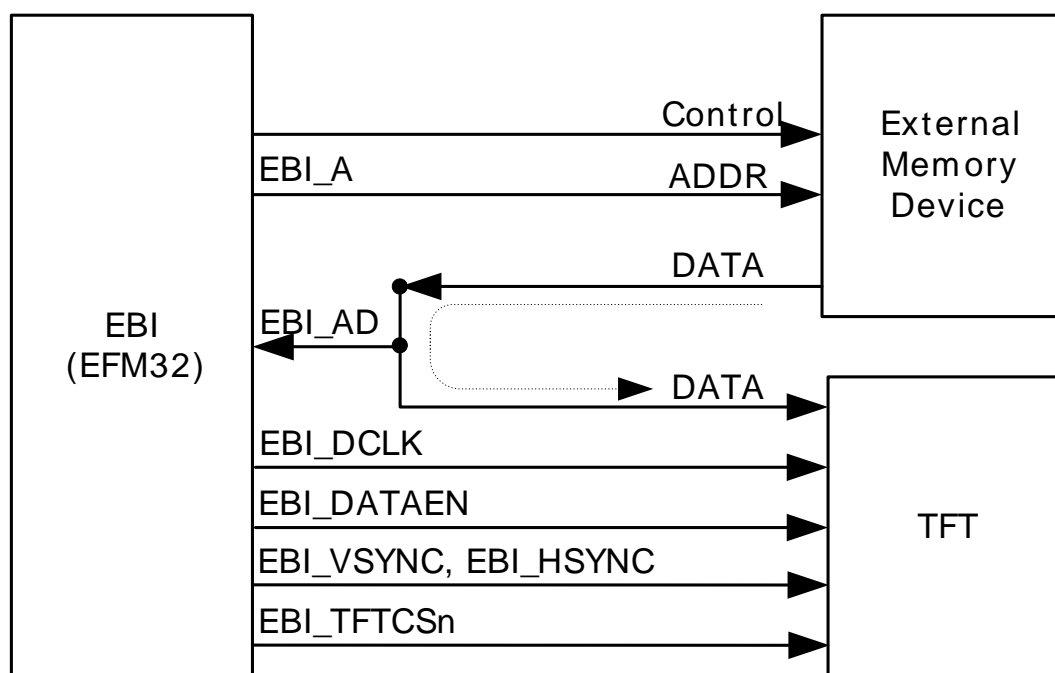 Control
External
Memory
Device
EBI_A
ADDR
DATA
EBI_AD
EBI
(EFM32)
DATA
EBI_DCLK
EBI_DATAEN
TFT
EBI_VSYNC, EBI_HSYNC
EBI_TFTCSn